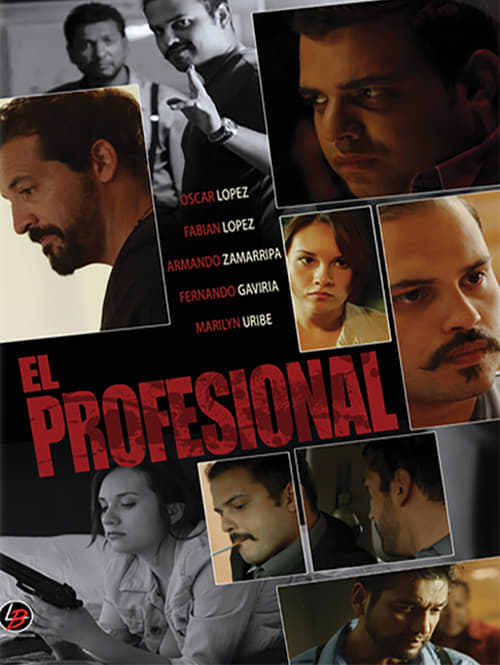 OSCAR LOPEZ
FABIAN LOPEZ
ARMANDO ZAMARRIPA
FERNANDO GAVIRIA
MARILYN URIBE
EL
PROFESIONAL
LB